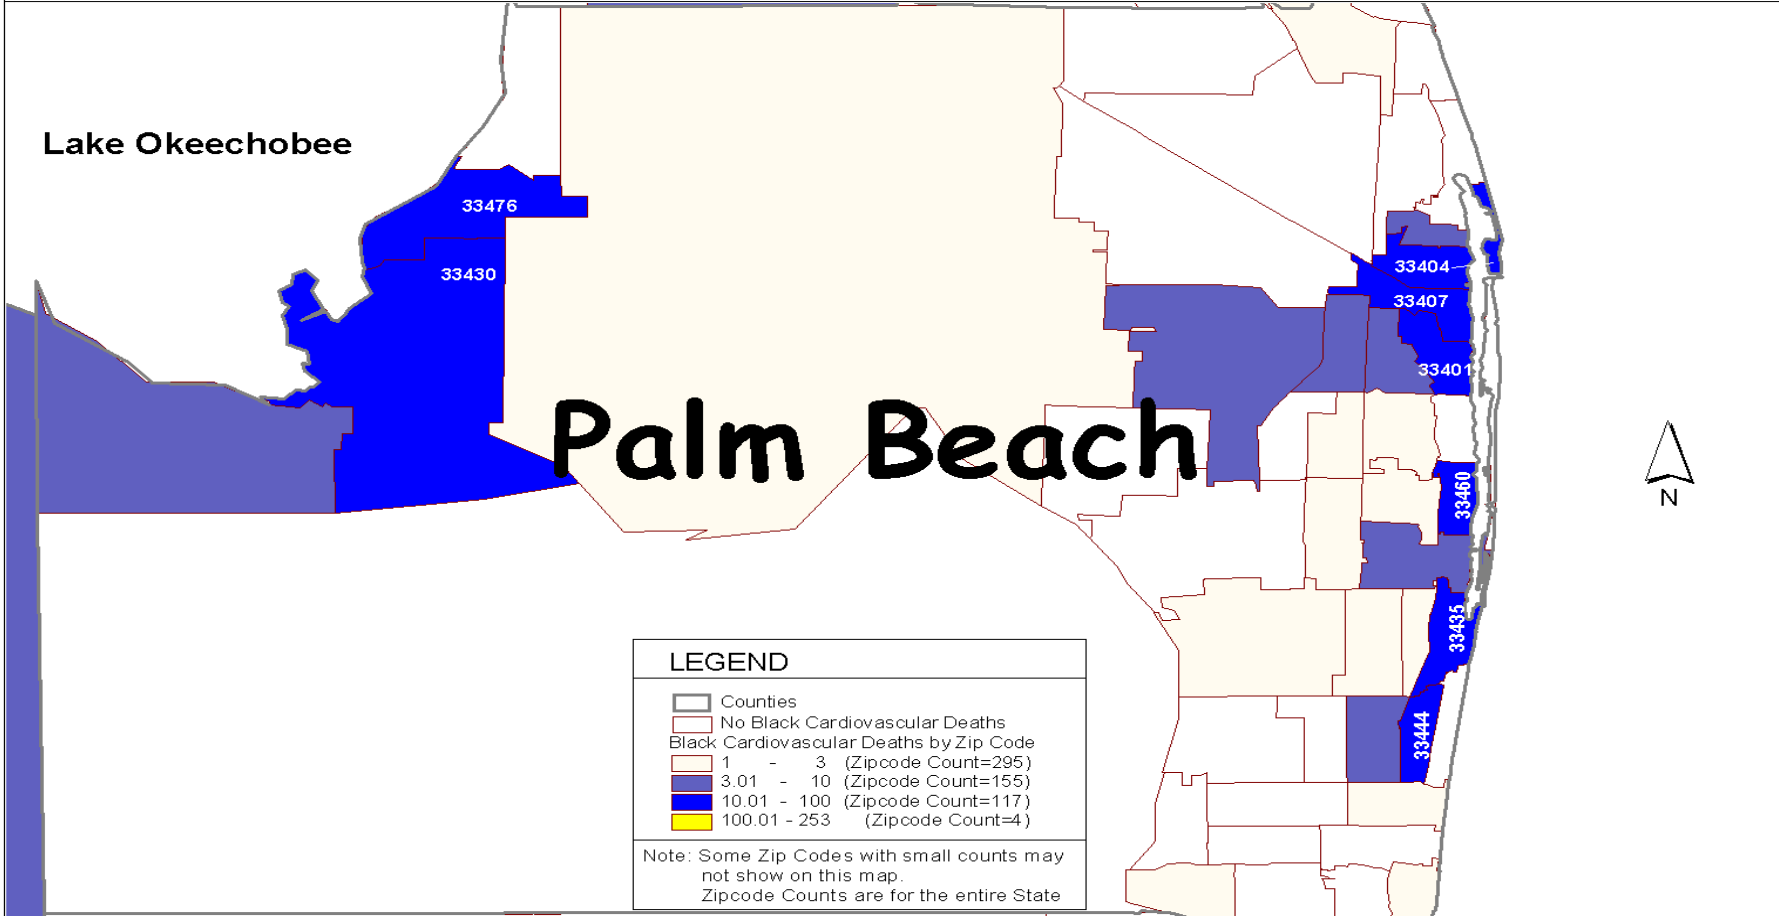 Lake Okeechobee
33476
33430
33404
33407
33401
Palm Beach
33460
N
33435
33444
LEGEND
Counties
No Black Cardiovascular Deaths
Black Cardiovascular Deaths by Zip Code
1 - 3 (Zipcode Count=295)
3.01 - 10 (Zipcode Count=155)
10.01 - 100 (Zipcode Count=117)
100.01 - 253 (Zipcode Count=4)
Note: Some Zip Codes with small counts may
not show on this map.
Zipcode Counts are for the entire State